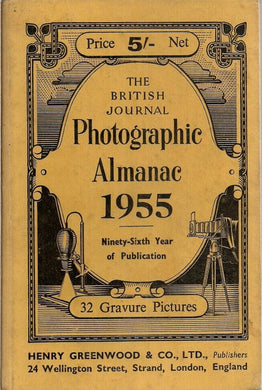 Price 5/- Net
THE
BRITISH
JOURNAL
Photographic
Almanac
1955
Ninety-Sixth Year
of Publication
32 Gravure Pictures
HENRY GREENWOOD & CO., LTD., Publishers
24 Wellington Street, Strand, London, England